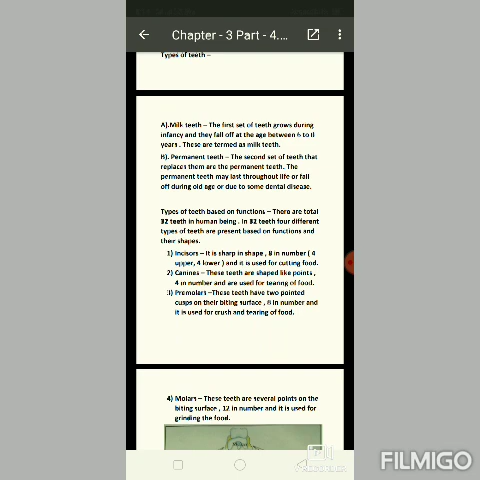 Chapter - 3 Part - 4....
Types of teeth –
A).Milk teeth – The first set of teeth grows during
infancy and they fall off at the age between 6 to 8
years . These are termed as milk teeth.
B). Permanent teeth – The second set of teeth that
replaces them are the permanent teeth. The
permanent teeth may last throughout life or fall
off during old age or due to some dental disease.
Types of teeth based on functions – There are total
32 teeth in human being . In 32 teeth four different
types of teeth are present based on functions and
their shapes.
1) Incisors – It is sharp in shape , 8 in number ( 4
upper, 4 lower ) and it is used for cutting food.
2) Canines – These teeth are shaped like points ,
4 in number and are used for tearing of food.
3) Premolars –These teeth have two pointed
cusps on their biting surface , 8 in number and
it is used for crush and tearing of food.
4) Molars – These teeth are several points on the
biting surface , 12 in number and it is used for
grinding the food.
RECORDER
FILMIGO